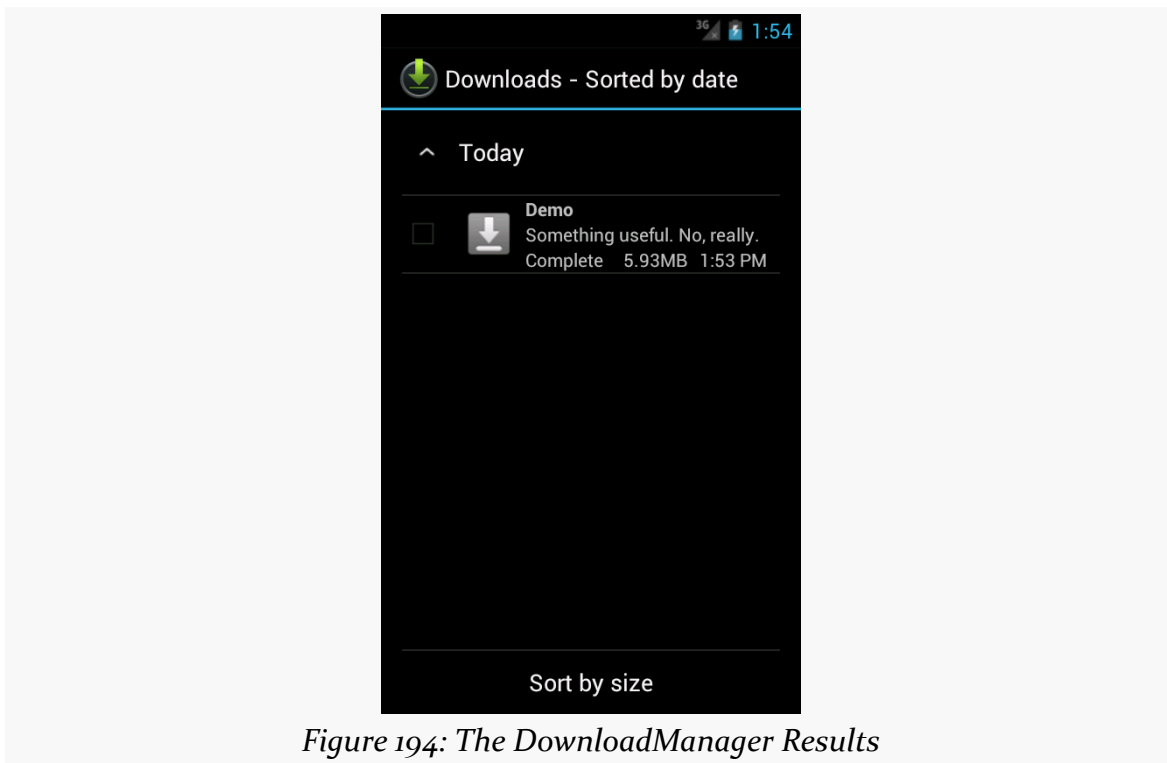 3G 1:54
Downloads - Sorted by date
Today
Demo
Something useful. No, really.
Complete 5.93MB 1:53 PM
Sort by size
Figure 194: The DownloadManager Results